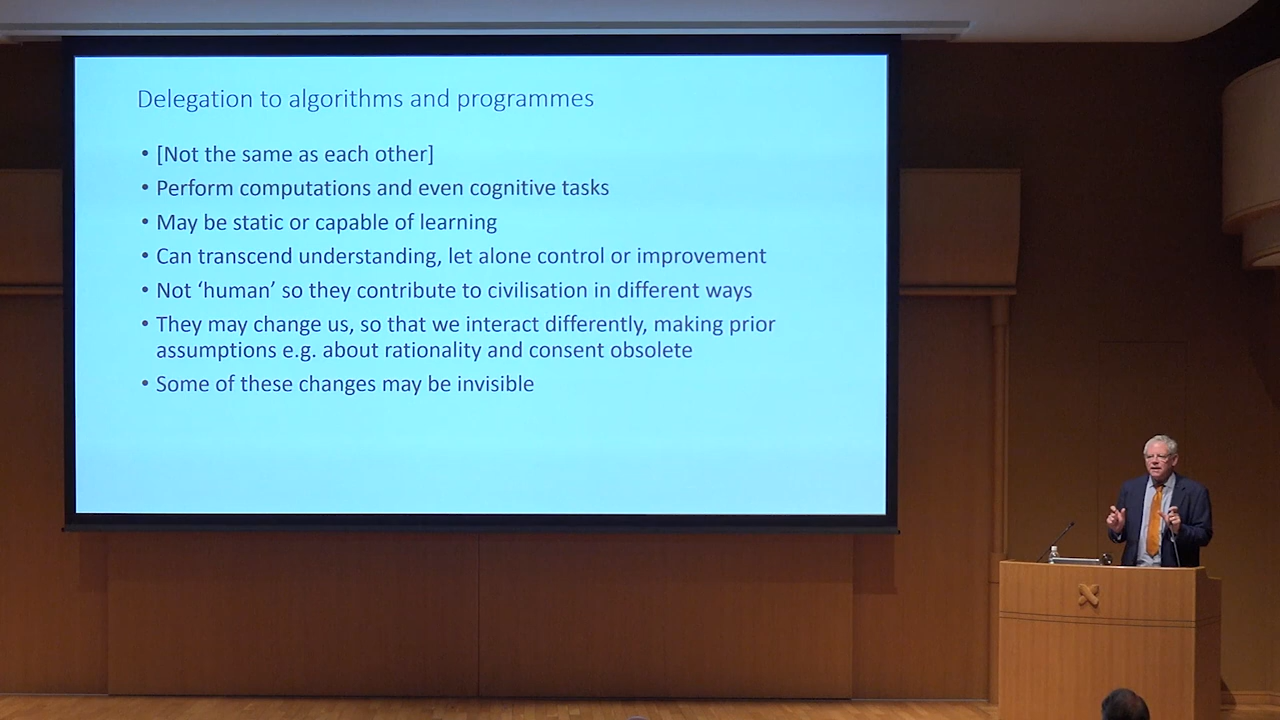 Delegation to algorithms and programmes
• [Not the same as each other]
• Perform computations and even cognitive tasks
• May be static or capable of learning
• Can transcend understanding, let alone control or improvement
• Not ‘human’ so they contribute to civilisation in different ways
• They may change us, so that we interact differently, making prior
assumptions e.g. about rationality and consent obsolete
• Some of these changes may be invisible